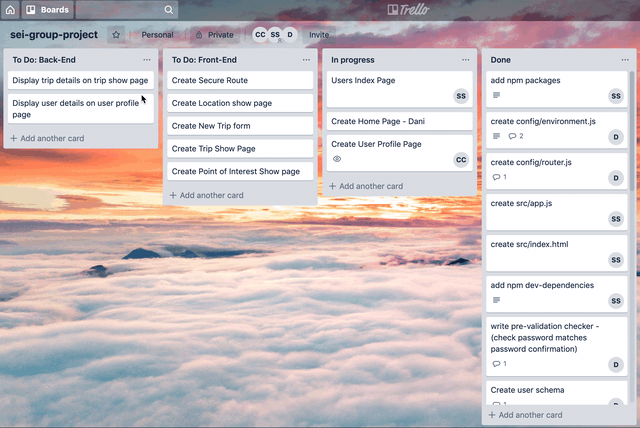 Boards
Trello
sei-group-project
Personal
Private
CC SS D
Invite
To Do: Back-End
Display trip details on trip show page
Display user details on user profile
page
+ Add another card
To Do: Front-End
Create Secure Route
Create Location show page
Create New Trip form
Create Trip Show Page
Create Point of Interest Show page
+ Add another card
In progress
Users Index Page
SS
Create Home Page - Dani
Create User Profile Page
CC
+ Add another card
Done
add npm packages
SS
create config/environment.js
2
D
create config/router.js
1
D
create src/app.js
SS
create src/index.html
SS
add npm dev-dependencies
SS
write pre-validation checker -
(check password matches
password confirmation)
1
D
Create user schema
+ Add another card